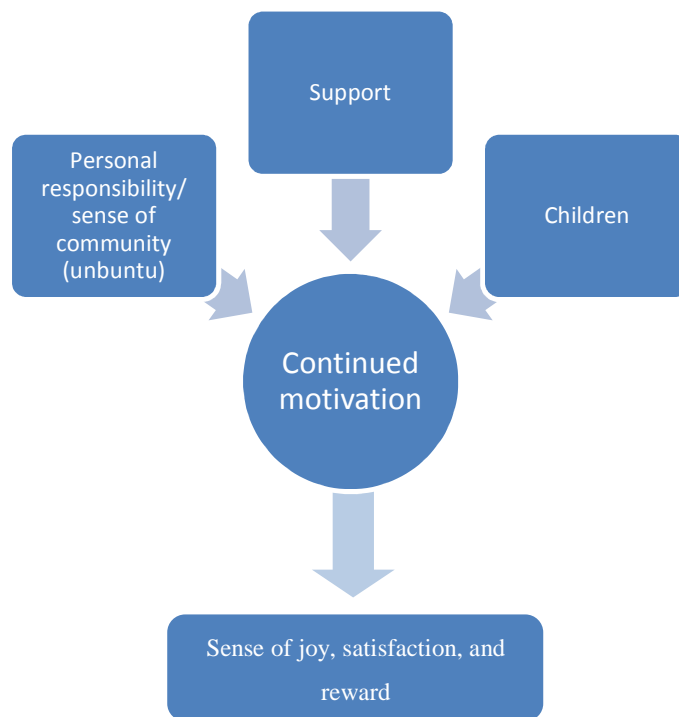 Support
Personal
responsibility/
sense of
community
(unbuntu)
Children
Continued
motivation
Sense of joy, satisfaction, and
reward